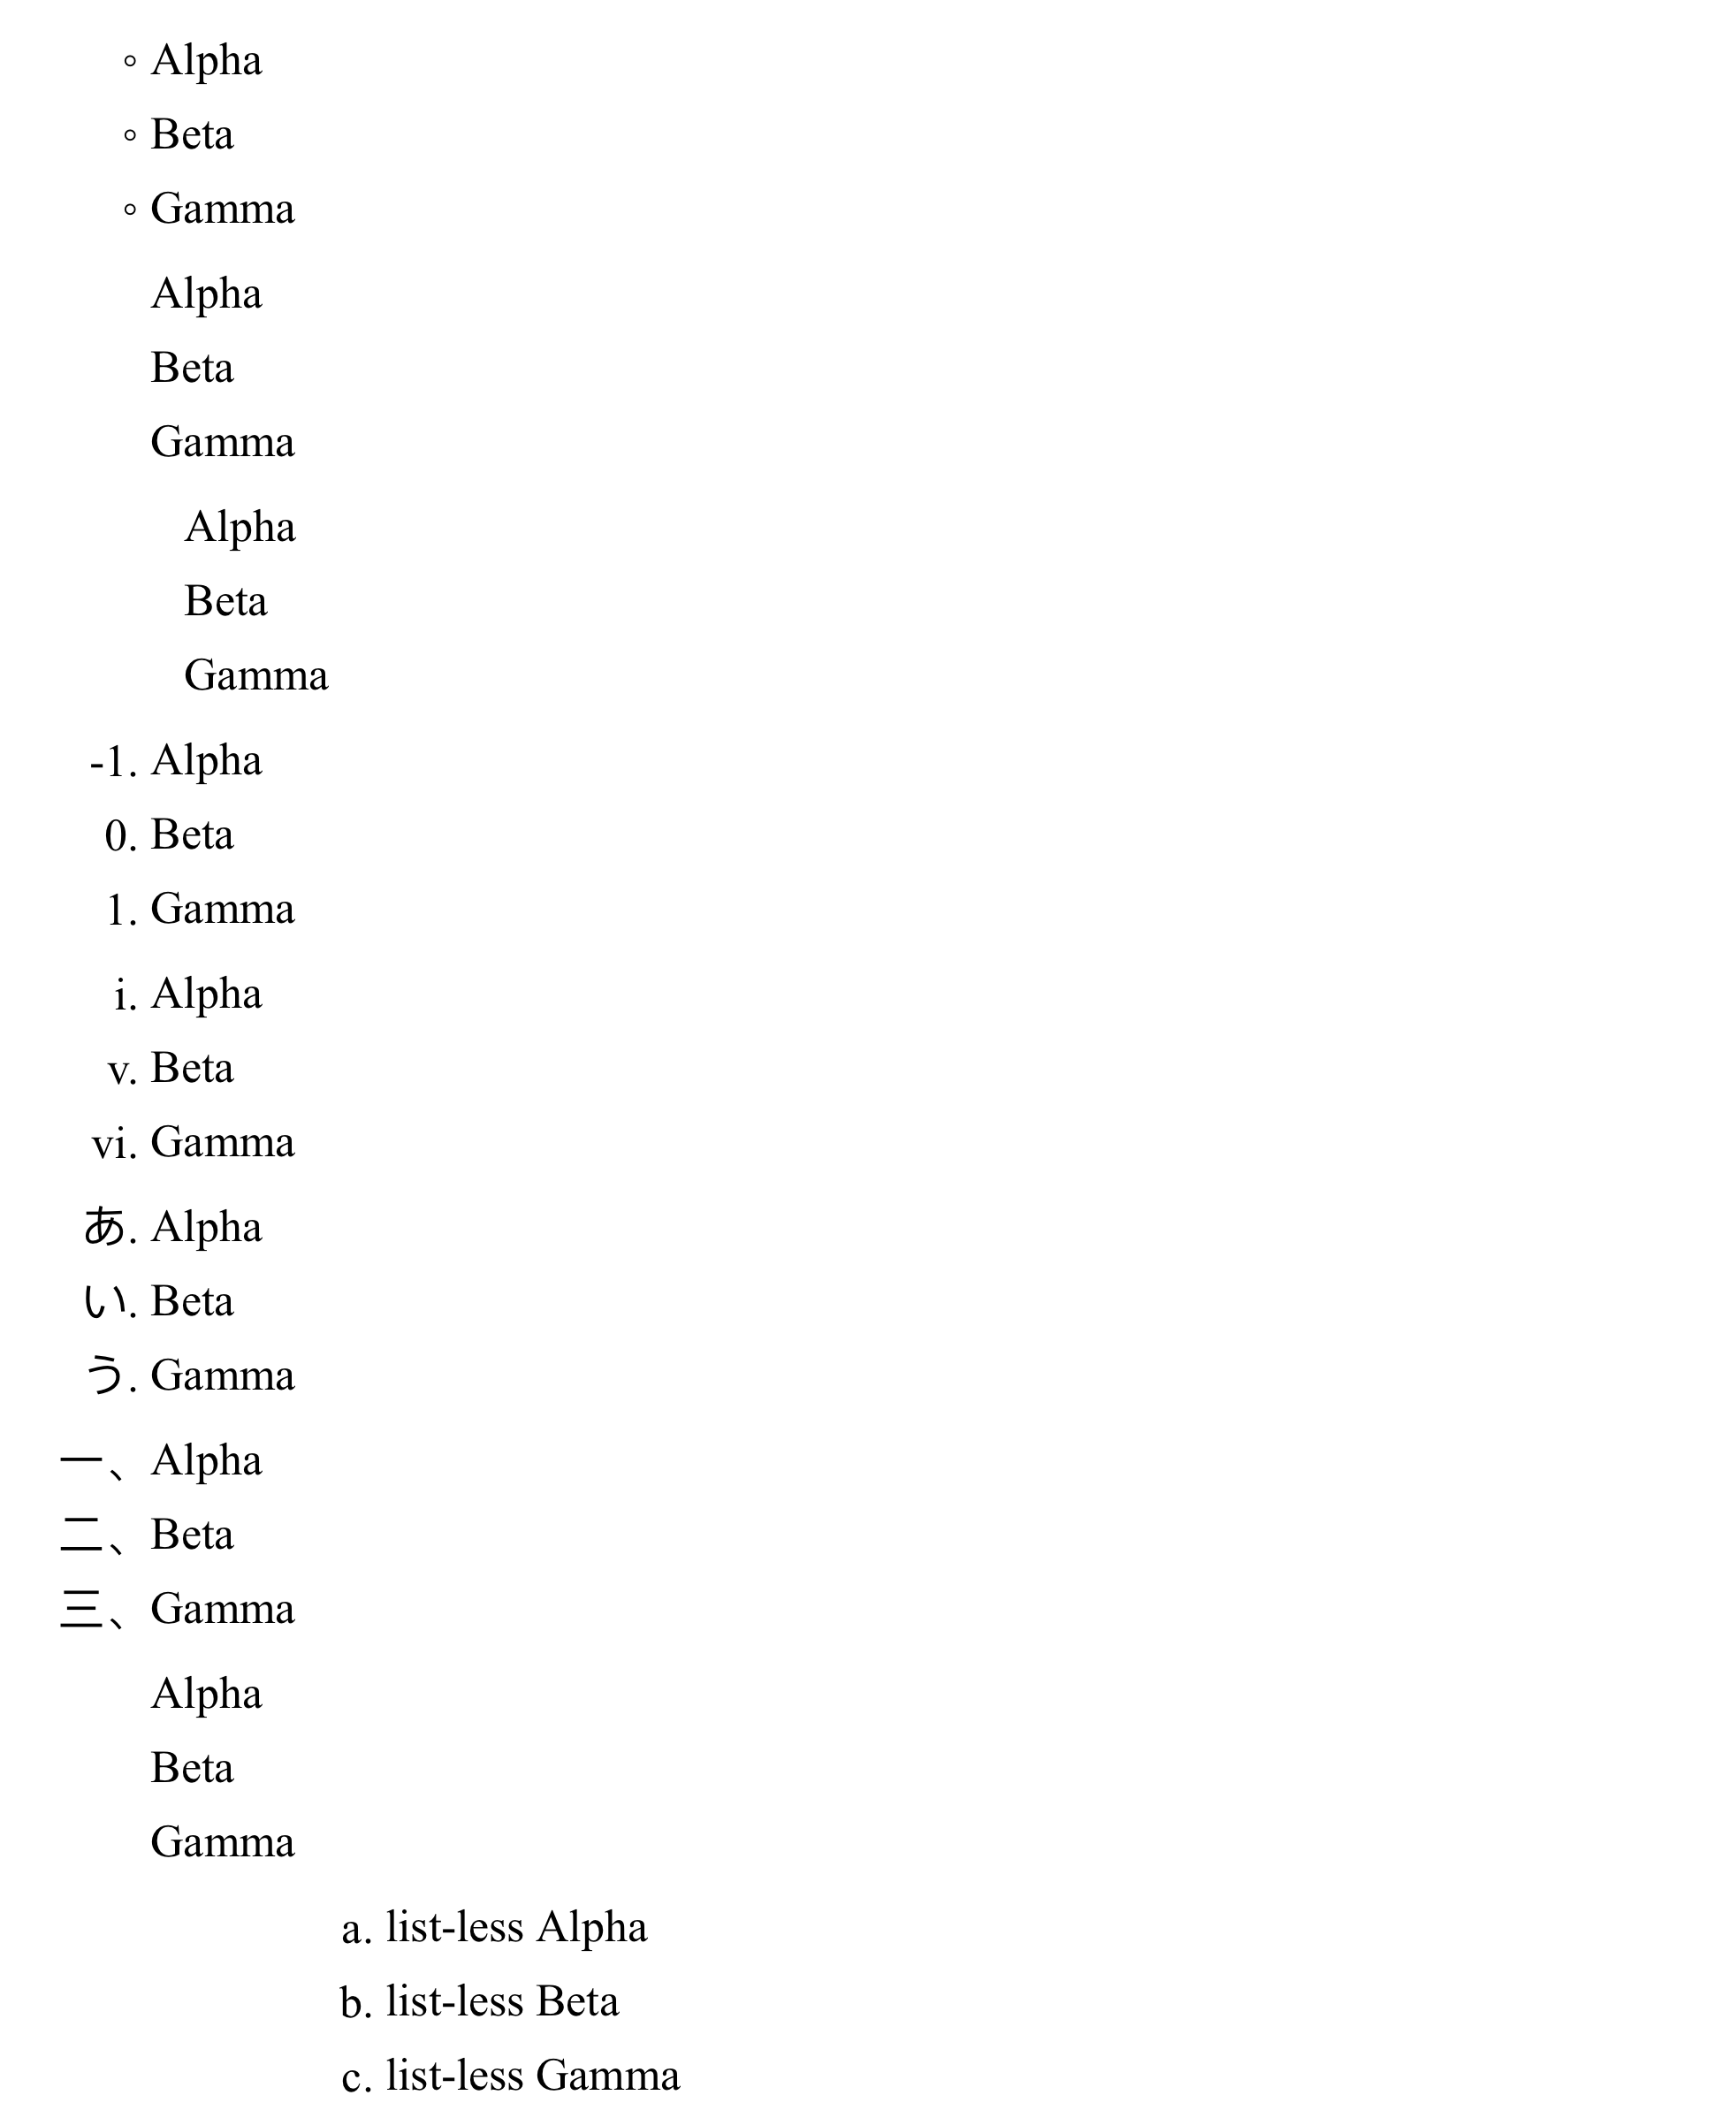 ◦ Alpha
◦ Beta
◦ Gamma
Alpha
Beta
Gamma
Alpha
Beta
Gamma
-1. Alpha
0. Beta
1. Gamma
i. Alpha
v. Beta
vi. Gamma
あ. Alpha
い. Beta
う. Gamma
一、 Alpha
二、 Beta
三、 Gamma
Alpha
Beta
Gamma
a. list-less Alpha
b. list-less Beta
c. list-less Gamma